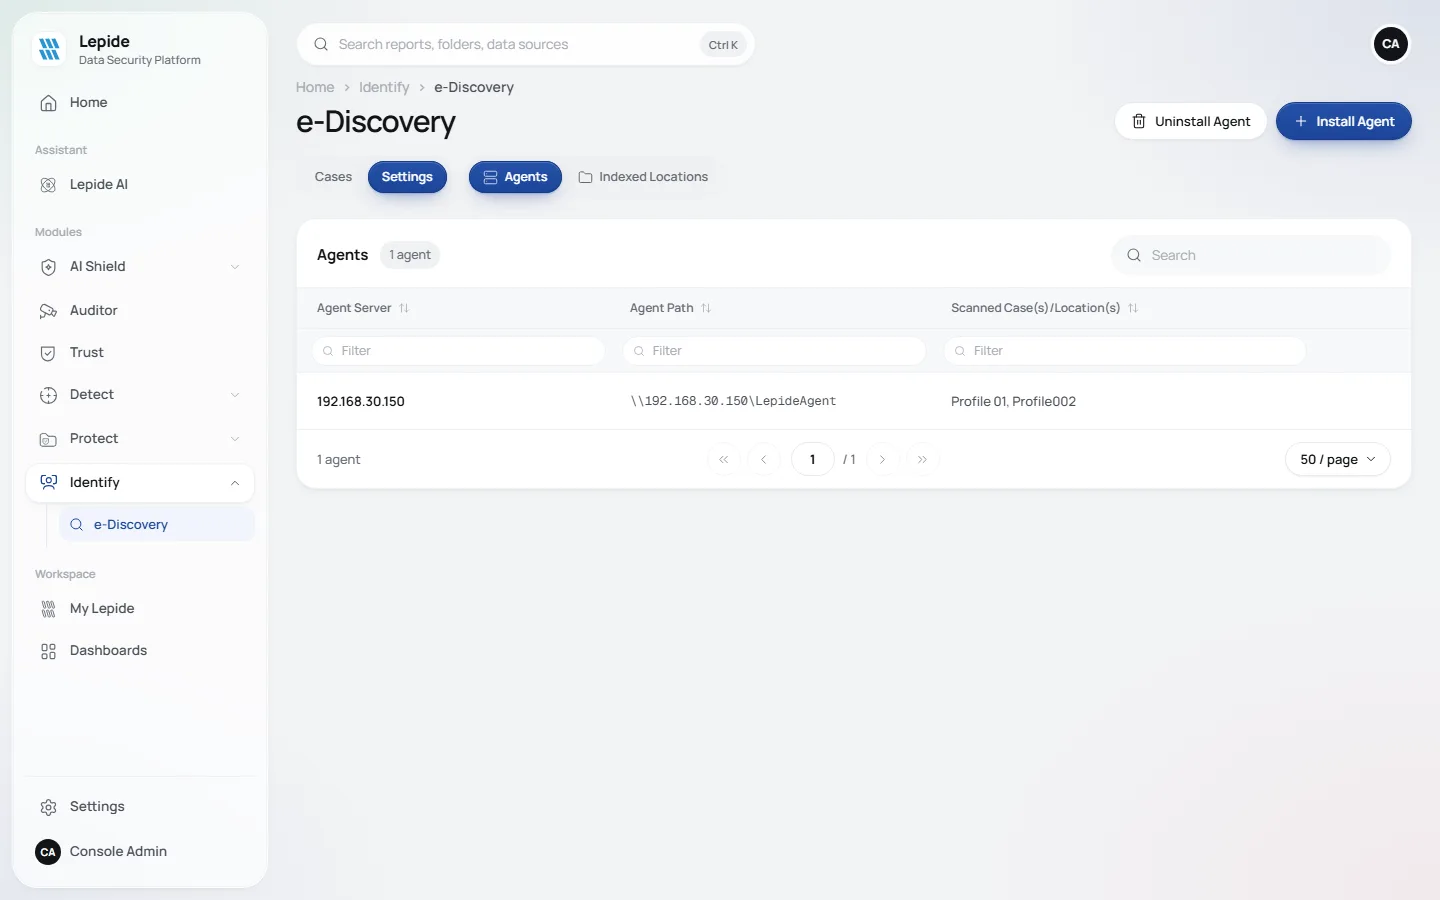 Lepide
Data Security Platform
Home
Assistant
Lepide AI
Modules
AI Shield
Auditor
Trust
Detect
Protect
Identify
e-Discovery
Workspace
My Lepide
Dashboards
Settings
CA Console Admin
Search reports, folders, data sources Ctrl K
CA
Home > Identify > e-Discovery
e-Discovery
Uninstall Agent
+ Install Agent
Cases Settings Agents Indexed Locations
Agents 1 agent
Search
Agent Server Agent Path Scanned Case(s)/Location(s)
Filter Filter Filter
192.168.30.150 \\192.168.30.150\LepideAgent Profile 01, Profile002
1 agent « ‹ 1 / 1 › » 50 / page